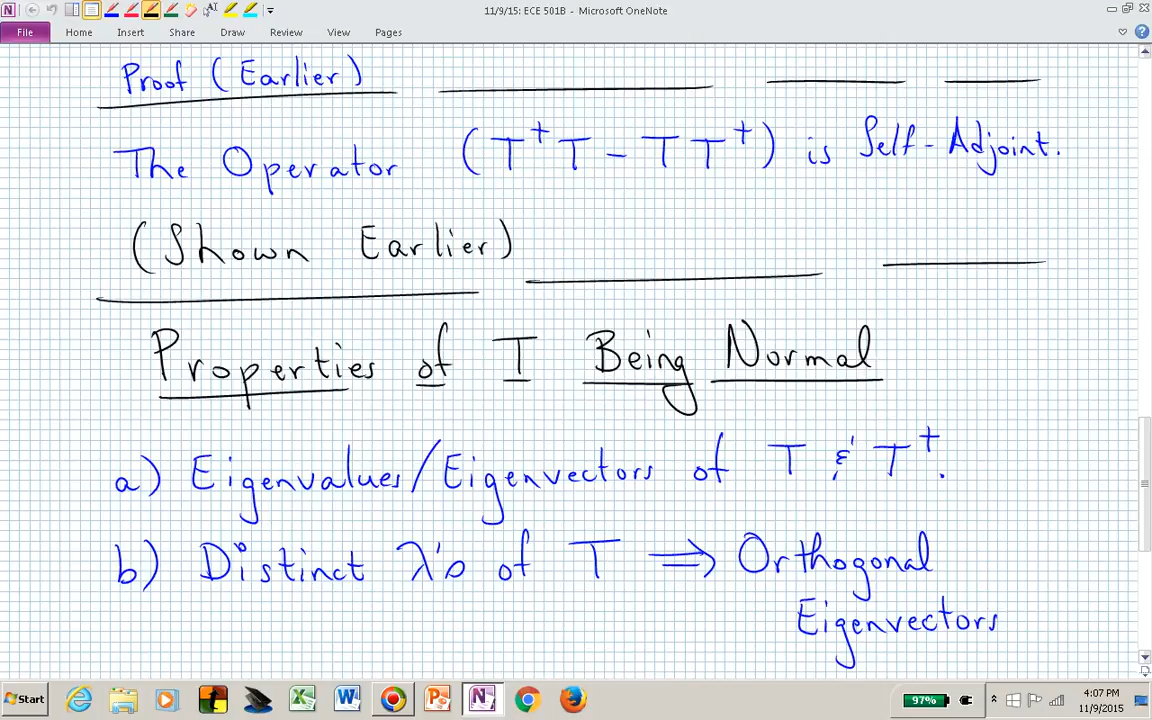 11/9/15: ECE 501B - Microsoft OneNote
File Home Insert Share Draw Review View Pages
Proof (Earlier)
The Operator (T†T - TT†) is Self-Adjoint.
(Shown Earlier)
Properties of T Being Normal
a) Eigenvalues/Eigenvectors of T & T†.
b) Distinct λ's of T ⟹ Orthogonal
Eigenvectors
Start
97%
4:07 PM
11/9/2015